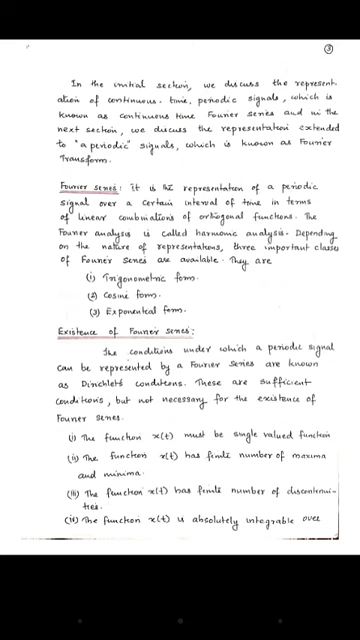 3
In the initial section, we discuss the represent-
ation of continuous- time, periodic signals, which is
known as continuous time Fourier series and in the
next section, we discuss the representation extended
to "a periodic" signals, which is known as Fourier
Transform.
Fourier series: It is the representation of a periodic
signal over a certain interval of time in terms
of linear combinations of orthogonal functions. The
Fourier analysis is called harmonic analysis. Depending
on the nature of representations, three important classes
of Fourier Series are available. They are
(1) Trigonometric form.
(2) Cosine form.
(3) Exponential form.
Existence of Fourier Series:
The conditions under which a periodic signal
can be represented by a Fourier Series are known
as Dirichlet's conditions. These are sufficient
conditions, but not necessary for the existence of
Fourier series.
(i) The function x(t) must be single valued function
(ii) The function x(t) has finite number of maxima
and minima.
(iii) The function x(t) has finite number of discontinui-
ties.
(iv) The function x(t) is absolutely integrable over